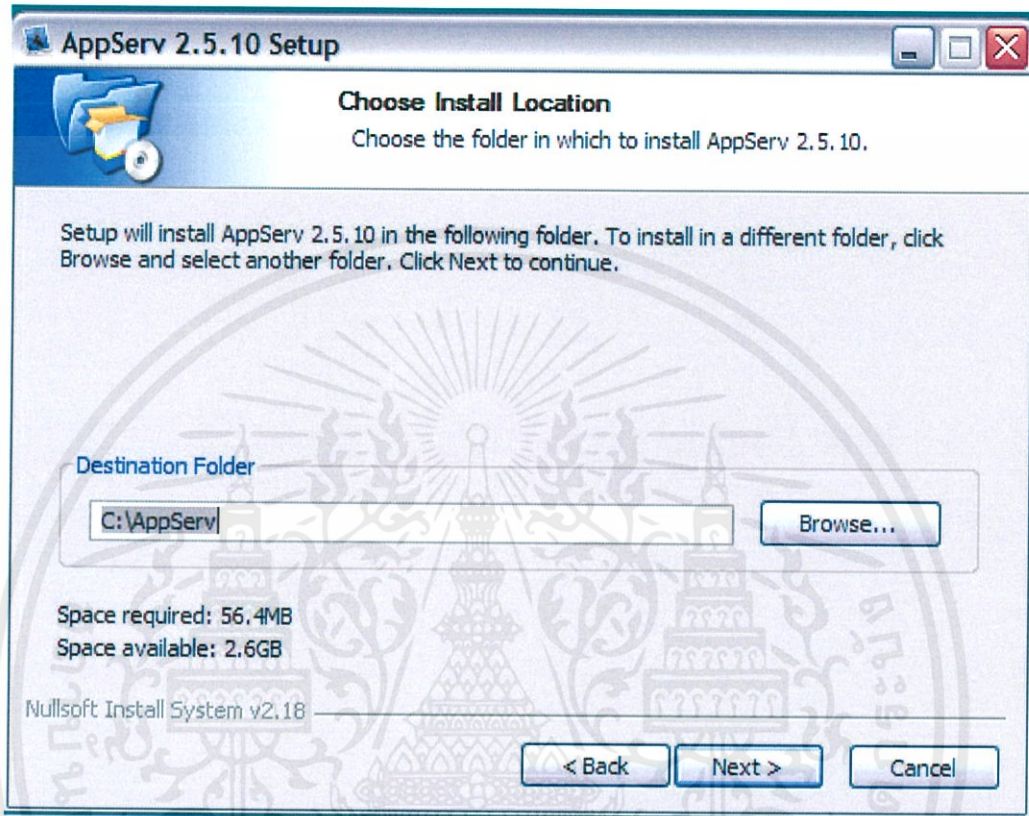 AppServ 2.5.10 Setup
Choose Install Location
Choose the folder in which to install AppServ 2.5.10.
Setup will install AppServ 2.5.10 in the following folder. To install in a different folder, click
Browse and select another folder. Click Next to continue.
Destination Folder
C:\AppServ
Browse...
Space required: 56.4MB
Space available: 2.6GB
Nullsoft Install System v2.18
< Back
Next >
Cancel